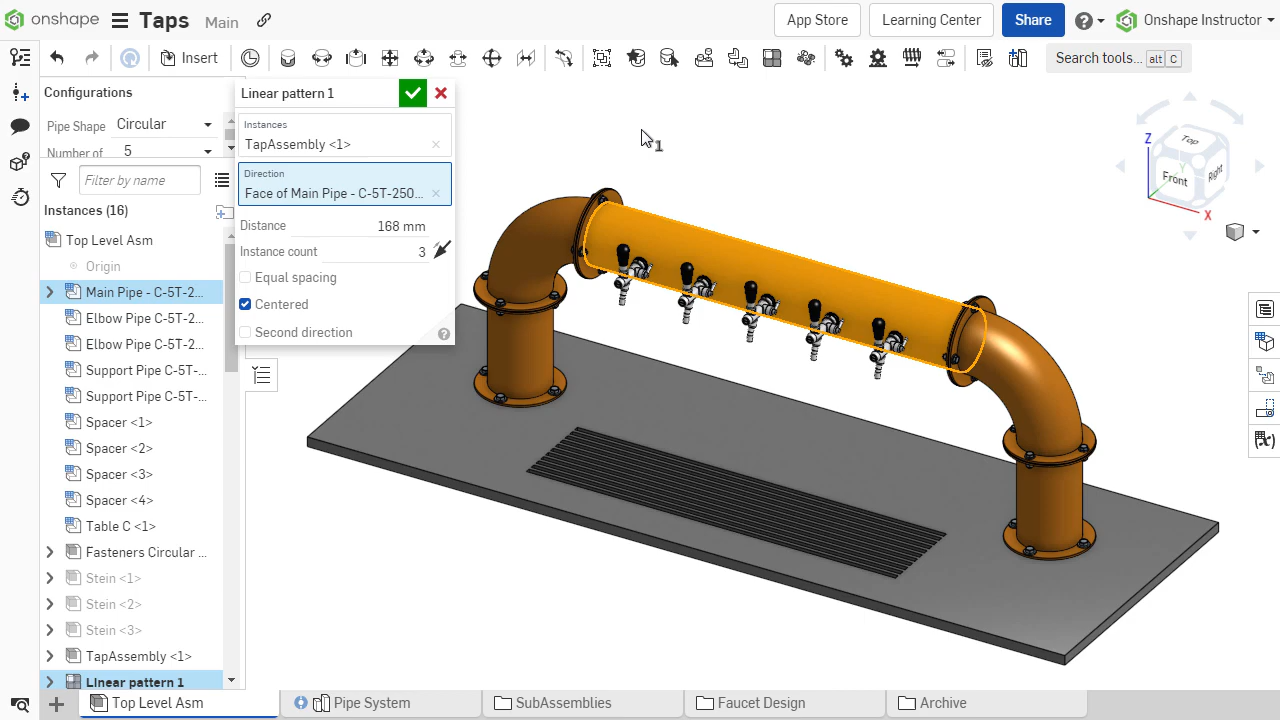 onshape
Taps
Main
App Store
Learning Center
Share
Onshape Instructor
Insert
Search tools...
alt
C
Configurations
Pipe Shape
Circular
Number of
5
Filter by name
Instances (16)
Top Level Asm
Origin
Main Pipe - C-5T-2...
Elbow Pipe C-5T-2...
Elbow Pipe C-5T-2...
Support Pipe C-5T-...
Support Pipe C-5T-...
Spacer <1>
Spacer <2>
Spacer <3>
Spacer <4>
Table C <1>
Fasteners Circular ...
Stein <1>
Stein <2>
Stein <3>
TapAssembly <1>
Linear pattern 1
Linear pattern 1
Instances
TapAssembly <1>
Direction
Face of Main Pipe - C-5T-250...
Distance
168 mm
Instance count
3
Equal spacing
Centered
Second direction
1
Z
Top
Y
Front
Right
X
Top Level Asm
Pipe System
SubAssemblies
Faucet Design
Archive